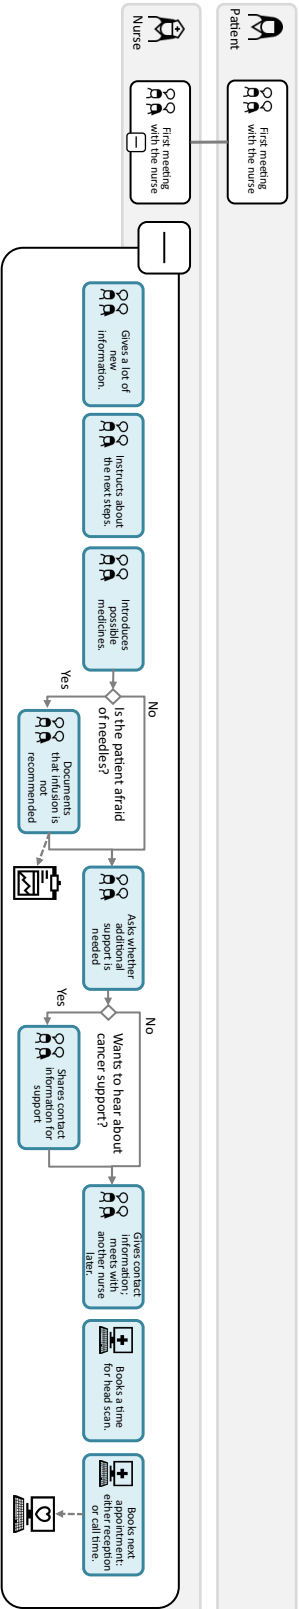 Patient
First meeting
with the nurse
Nurse
First meeting
with the nurse
Gives a lot of
new
information.
Instructs about
the next steps.
Introduces
possible
medicines.
Is the patient afraid
of needles?
No
Yes
Documents
that infusion is
not
recommended
Asks whether
additional
support is
needed
Wants to hear about
cancer support?
No
Yes
Shares contact
information for
support
Gives contact
information;
meets with
another nurse
later.
Books a time
for head scan.
Books next
appointment:
either reception
or call time.